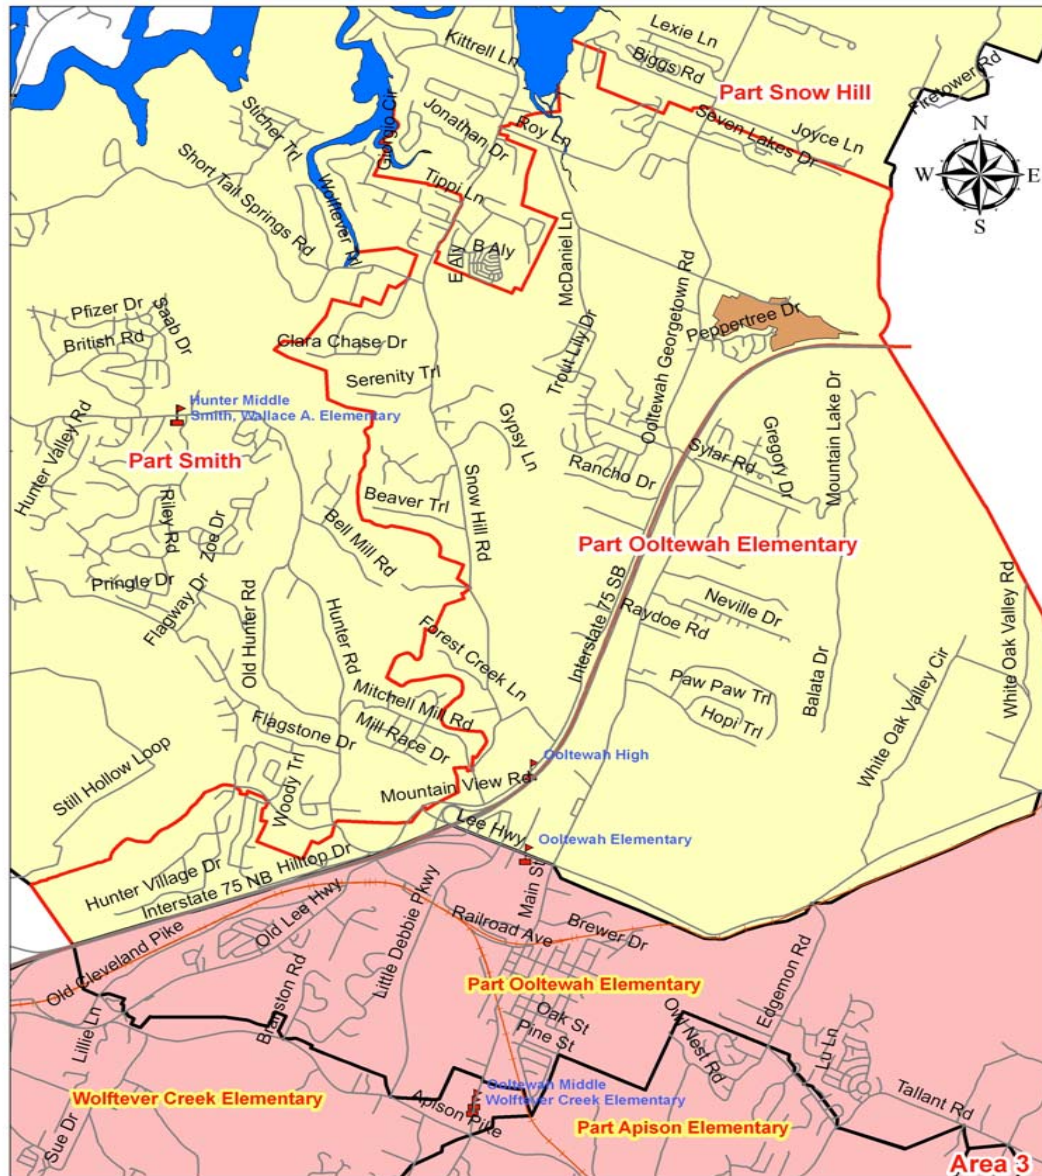 Lexie Ln
Kittrell Ln
Biggs Rd
Firetower Rd
Part Snow Hill
Sticher Trl
Giorgio Cir
Jonathan Dr
Roy Ln
Seven Lakes Dr
Joyce Ln
N
W
E
S
Short Tail Springs Rd
Wolftever Trl
Tippi Ln
E Aly
B Aly
McDaniel Ln
Ooltewah Georgetown Rd
Pfizer Dr
Saab Dr
British Rd
Clara Chase Dr
Serenity Trl
Trout Lily Dr
Peppertree Dr
Hunter Middle
Smith, Wallace A. Elementary
Hunter Valley Rd
Part Smith
Gypsy Ln
Rancho Dr
Sylar Rd
Gregory Dr
Mountain Lake Dr
Riley Rd
Zoe Dr
Beaver Trl
Bell Mill Rd
Snow Hill Rd
Part Ooltewah Elementary
Pringle Dr
Flagway Dr
Old Hunter Rd
Hunter Rd
Forest Creek Ln
Interstate 75 SB
Raydoe Rd
Neville Dr
White Oak Valley Rd
Paw Paw Trl
Hopi Trl
Balata Dr
White Oak Valley Cir
Mitchell Mill Rd
Mill Race Dr
Flagstone Dr
Still Hollow Loop
Woody Trl
Mountain View Rd
Ooltewah High
Lee Hwy
Ooltewah Elementary
Hunter Village Dr
Hilltop Dr
Interstate 75 NB
Old Lee Hwy
Little Debbie Pkwy
Main St
Railroad Ave
Brewer Dr
Old Cleveland Pike
Part Ooltewah Elementary
Edgemon Rd
Lillie Ln
Branston Rd
Oak St
Pine St
Owl Nest Rd
Lu Ln
Ooltewah Middle
Wolftever Creek Elementary
Wolftever Creek Elementary
Apison Pike
Part Apison Elementary
Tallant Rd
Sue Dr
Area 3